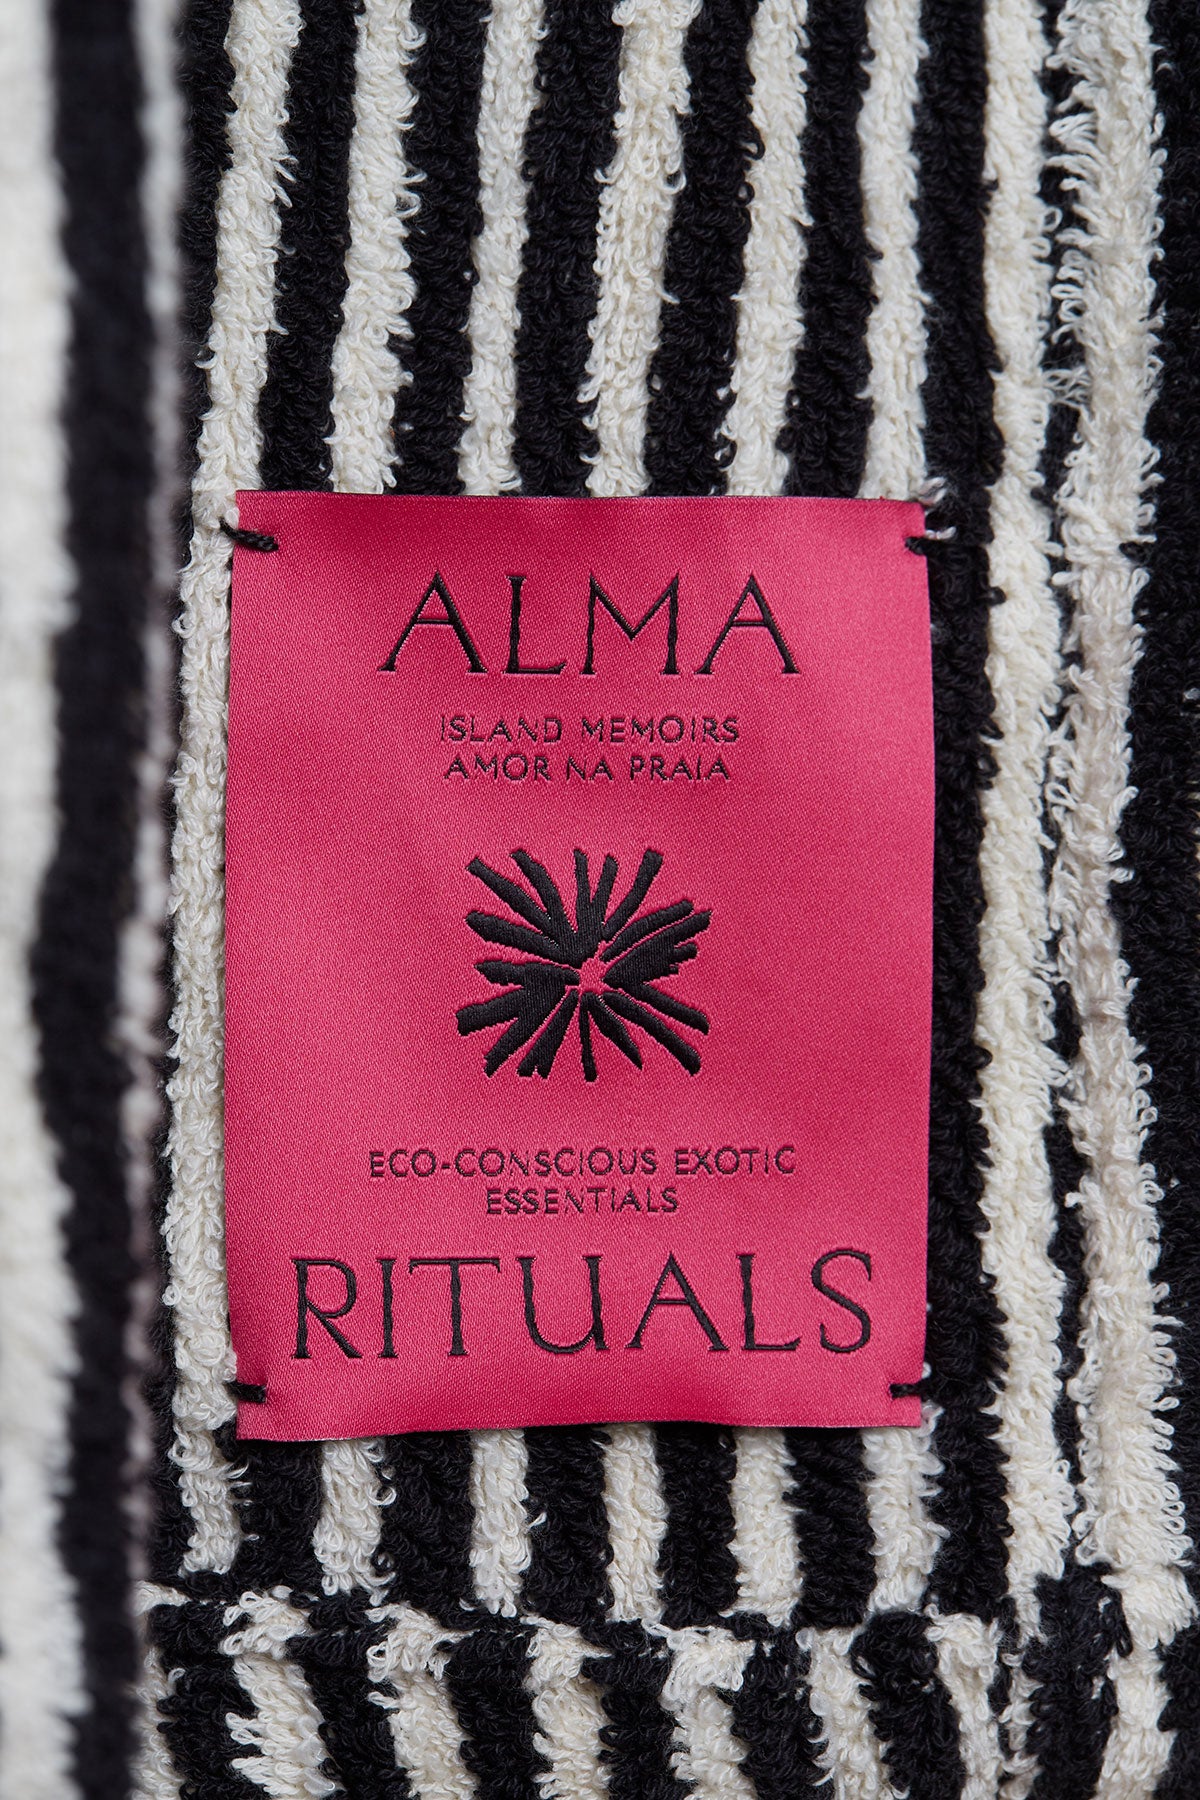 ALMA
ISLAND MEMOIRS
AMOR NA PRAIA
ECO-CONSCIOUS EXOTIC
ESSENTIALS
RITUALS